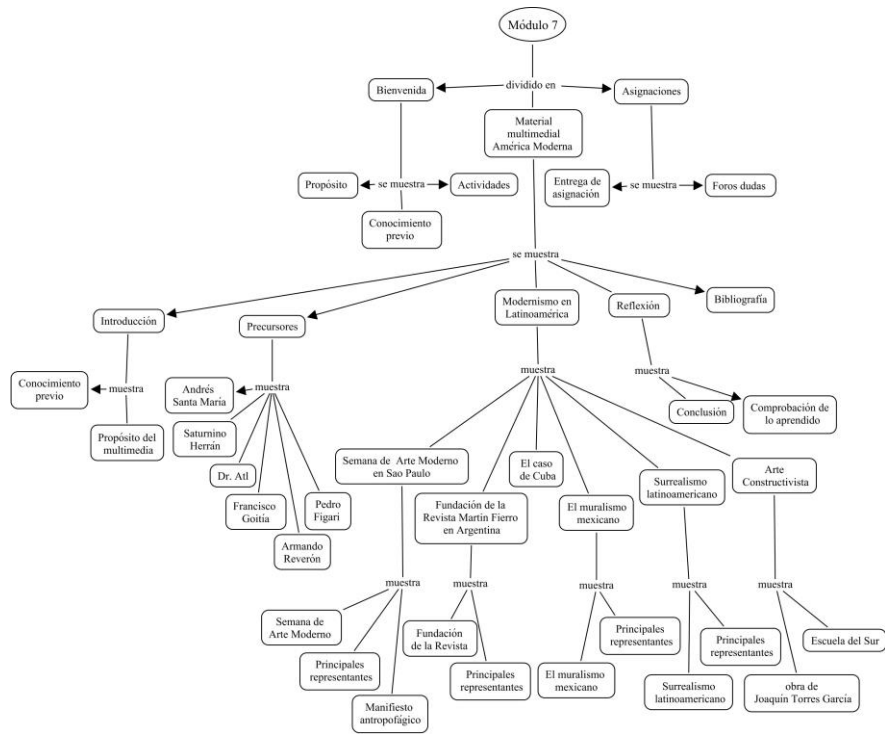 Módulo 7
Bienvenida
dividido en
Asignaciones
Material
multimedial
América Moderna
Propósito
se muestra
Actividades
Entrega de
asignación
se muestra
Foros dudas
Conocimiento
previo
se muestra
Introducción
Precursores
Modernismo en
Latinoamérica
Reflexión
Bibliografía
Conocimiento
previo
muestra
Propósito del
multimedia
Andrés
Santa María
muestra
Saturnino
Herrán
Dr. Atl
Francisco
Goitía
Armando
Reverón
Pedro
Figari
muestra
muestra
Conclusión
Comprobación de
lo aprendido
Semana de Arte Moderno
en Sao Paulo
Fundación de la
Revista Martin Fierro
en Argentina
El caso
de Cuba
El muralismo
mexicano
Surrealismo
latinoamericano
Arte
Constructivista
muestra
muestra
muestra
muestra
muestra
Semana de
Arte Moderno
Principales
representantes
Manifiesto
antropofágico
Fundación
de la Revista
Principales
representantes
El muralismo
mexicano
Principales
representantes
Surrealismo
latinoamericano
Principales
representantes
obra de
Joaquín Torres García
Escuela del Sur